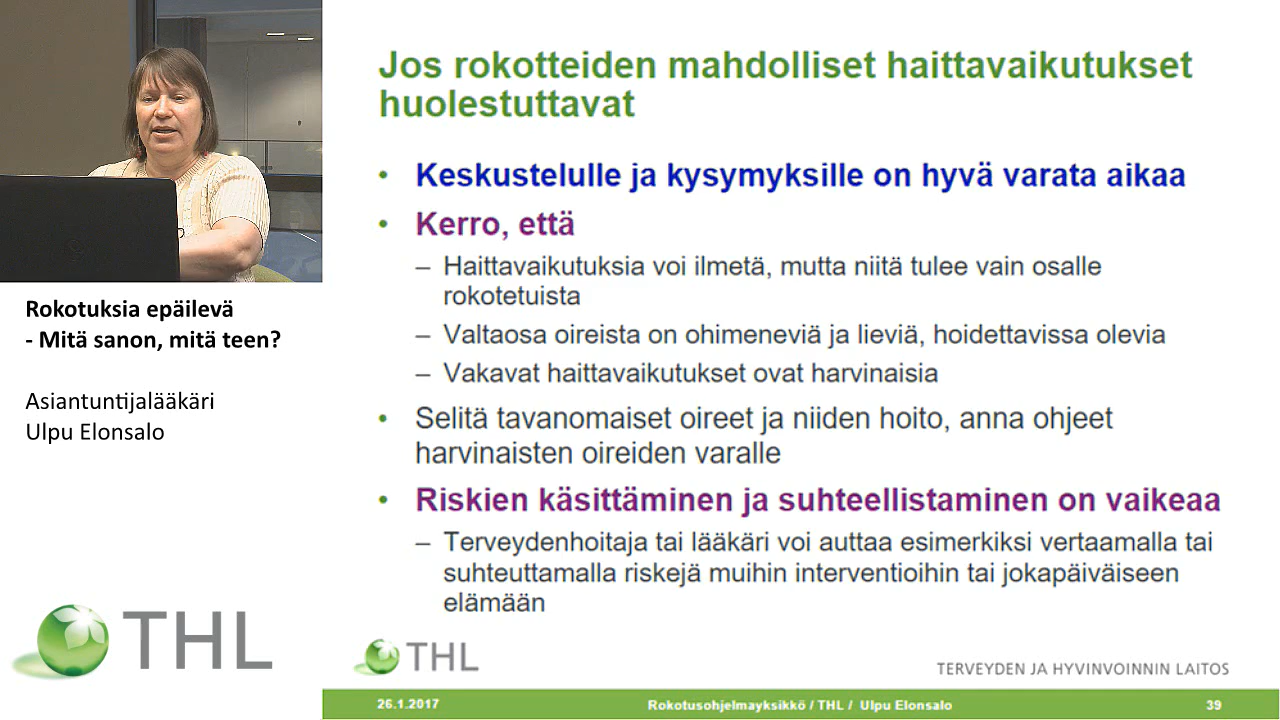 Jos rokotteiden mahdolliset haittavaikutukset
huolestuttavat
• Keskustelulle ja kysymyksille on hyvä varata aikaa
• Kerro, että
– Haittavaikutuksia voi ilmetä, mutta niitä tulee vain osalle
rokotetuista
– Valtaosa oireista on ohimeneviä ja lieviä, hoidettavissa olevia
– Vakavat haittavaikutukset ovat harvinaisia
• Selitä tavanomaiset oireet ja niiden hoito, anna ohjeet
harvinaisten oireiden varalle
• Riskien käsittäminen ja suhteellistaminen on vaikeaa
– Terveydenhoitaja tai lääkäri voi auttaa esimerkiksi vertaamalla tai
suhteuttamalla riskejä muihin interventioihin tai jokapäiväiseen
elämään
Rokotuksia epäilevä
- Mitä sanon, mitä teen?
Asiantuntijalääkäri
Ulpu Elonsalo
THL
THL
TERVEYDEN JA HYVINVOINNIN LAITOS
26.1.2017
Rokotusohjelmayksikkö / THL / Ulpu Elonsalo
39